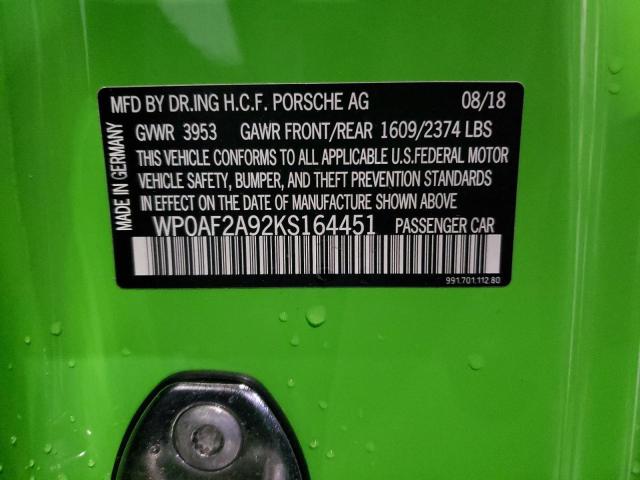 MFD BY DR.ING H.C.F. PORSCHE AG 08/18
GVWR 3953 GAWR FRONT/REAR 1609/2374 LBS
THIS VEHICLE CONFORMS TO ALL APPLICABLE U.S.FEDERAL MOTOR
VEHICLE SAFETY, BUMPER, AND THEFT PREVENTION STANDARDS
IN EFFECT ON THE DATE OF MANUFACTURE SHOWN ABOVE
WP0AF2A92KS164451 PASSENGER CAR
991.701.112.80
MADE IN GERMANY